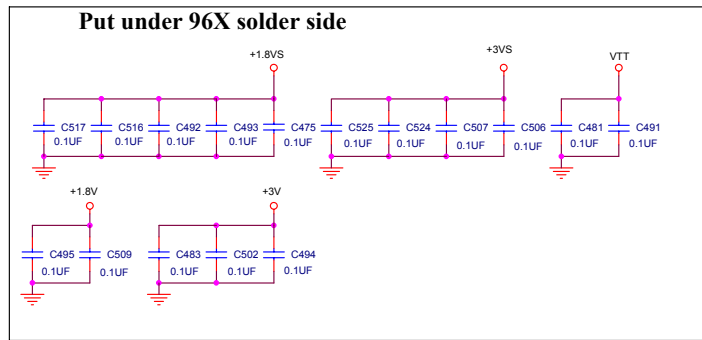 Put under 96X solder side
+1.8VS
+3VS
VTT
C517 C516 C492 C493 C475 C525 C524 C507 C506 C481 C491
0.1UF 0.1UF 0.1UF 0.1UF 0.1UF 0.1UF 0.1UF 0.1UF 0.1UF 0.1UF 0.1UF
+1.8V
+3V
C495 C509 C483 C502 C494
0.1UF 0.1UF 0.1UF 0.1UF 0.1UF